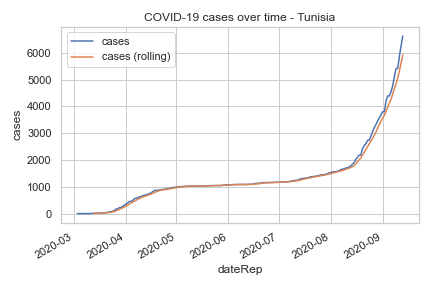 COVID-19 cases over time - Tunisia
cases
cases (rolling)
6000
5000
4000
3000
2000
1000
0
cases
2020-03
2020-04
2020-05
2020-06
2020-07
2020-08
2020-09
dateRep